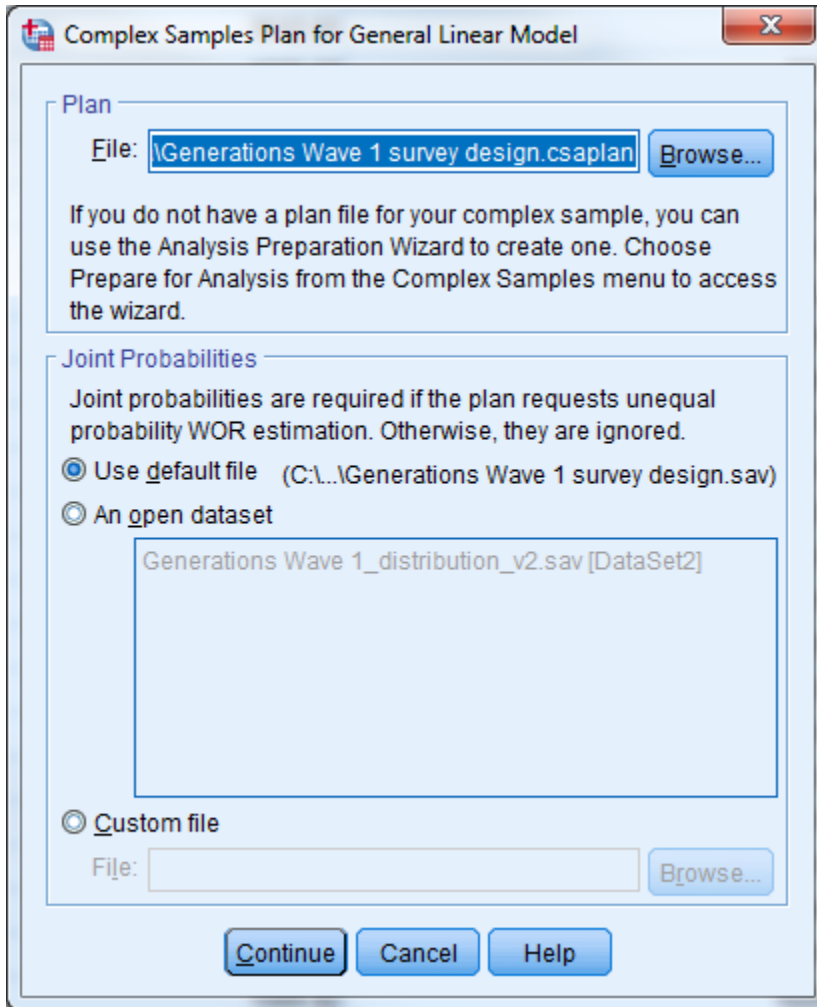 Complex Samples Plan for General Linear Model
Plan
File: \Generations Wave 1 survey design.csaplan Browse...
If you do not have a plan file for your complex sample, you can
use the Analysis Preparation Wizard to create one. Choose
Prepare for Analysis from the Complex Samples menu to access
the wizard.
Joint Probabilities
Joint probabilities are required if the plan requests unequal
probability WOR estimation. Otherwise, they are ignored.
Use default file (C:\...\Generations Wave 1 survey design.sav)
An open dataset
Generations Wave 1_distribution_v2.sav [DataSet2]
Custom file
File: Browse...
Continue Cancel Help